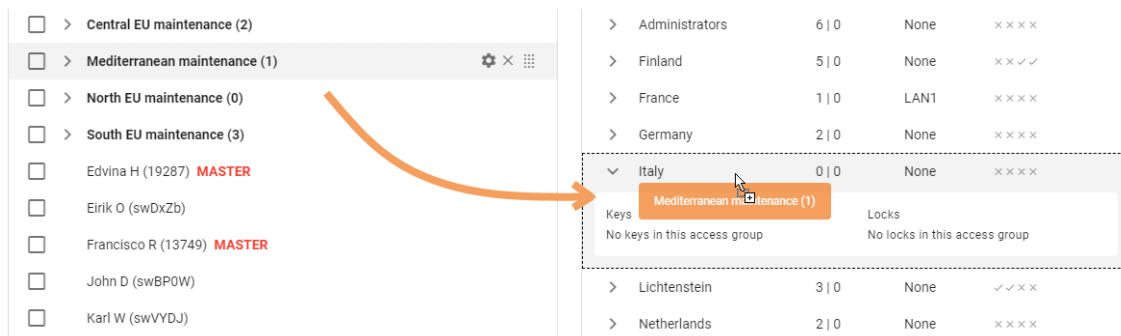 Central EU maintenance (2)
Mediterranean maintenance (1)
North EU maintenance (0)
South EU maintenance (3)
Edvina H (19287) MASTER
Eirik O (swDxZb)
Francisco R (13749) MASTER
John D (swBP0W)
Karl W (swVYDJ)
Administrators 6 | 0 None
Finland 5 | 0 None
France 1 | 0 LAN1
Germany 2 | 0 None
Italy 0 | 0 None
Mediterranean maintenance (1)
Keys Locks
No keys in this access group No locks in this access group
Lichtenstein 3 | 0 None
Netherlands 2 | 0 None